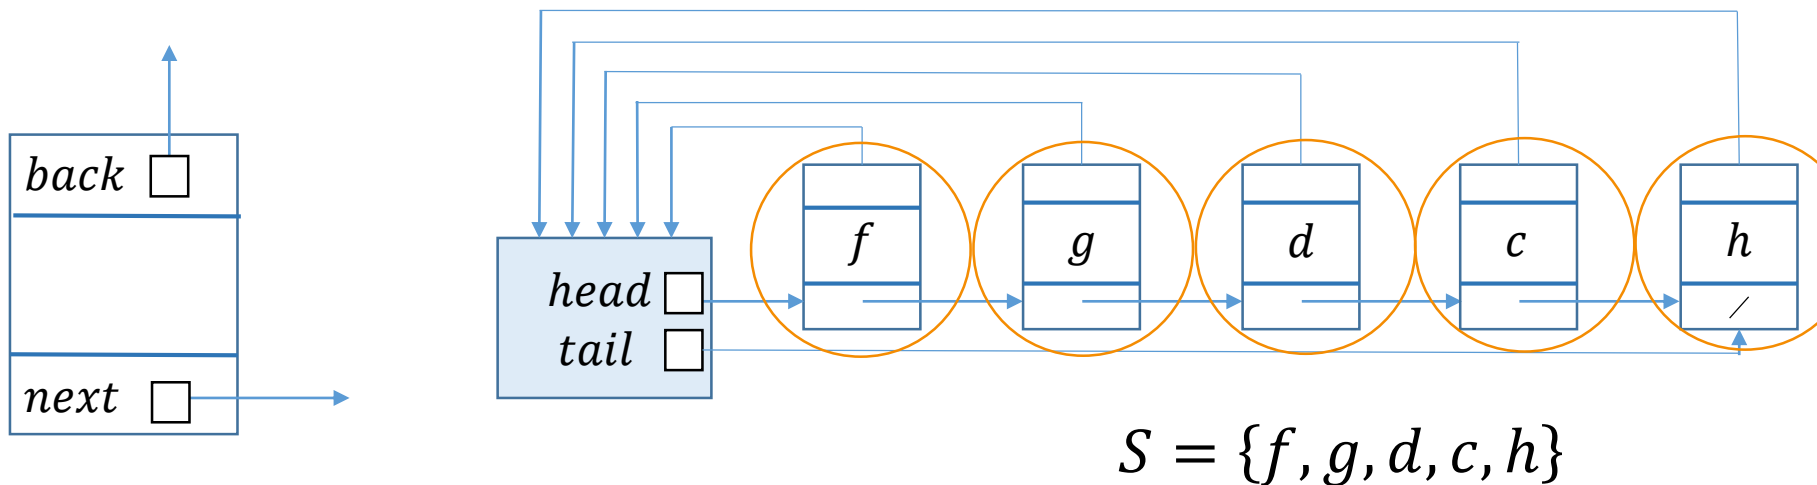 back
next
head
tail
f g d c h
/
S = {f, g, d, c, h}